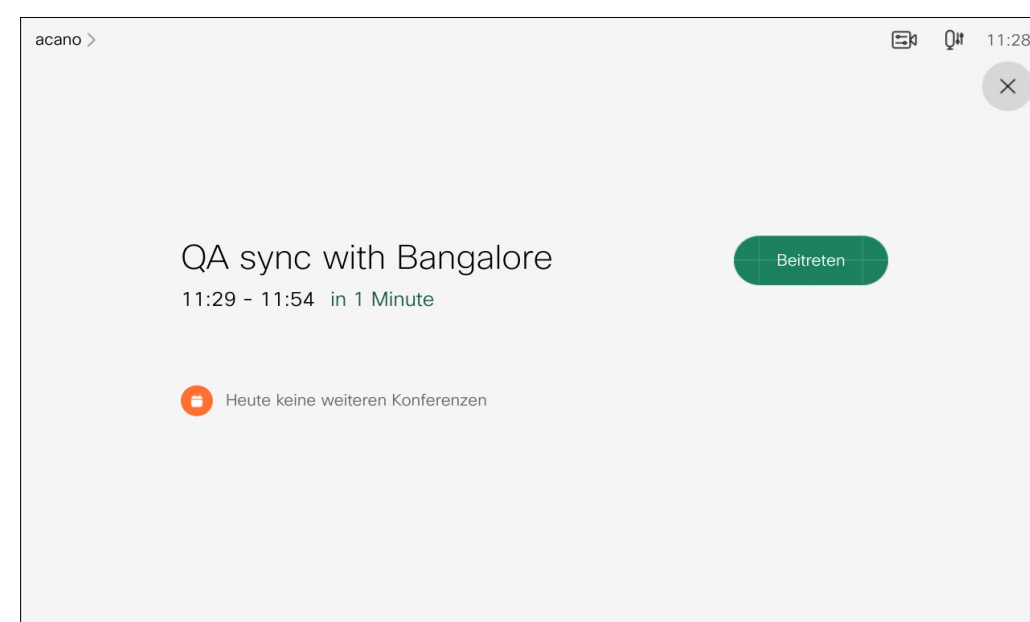 acano >
11:28
QA sync with Bangalore
Beitreten
11:29 - 11:54 in 1 Minute
Heute keine weiteren Konferenzen